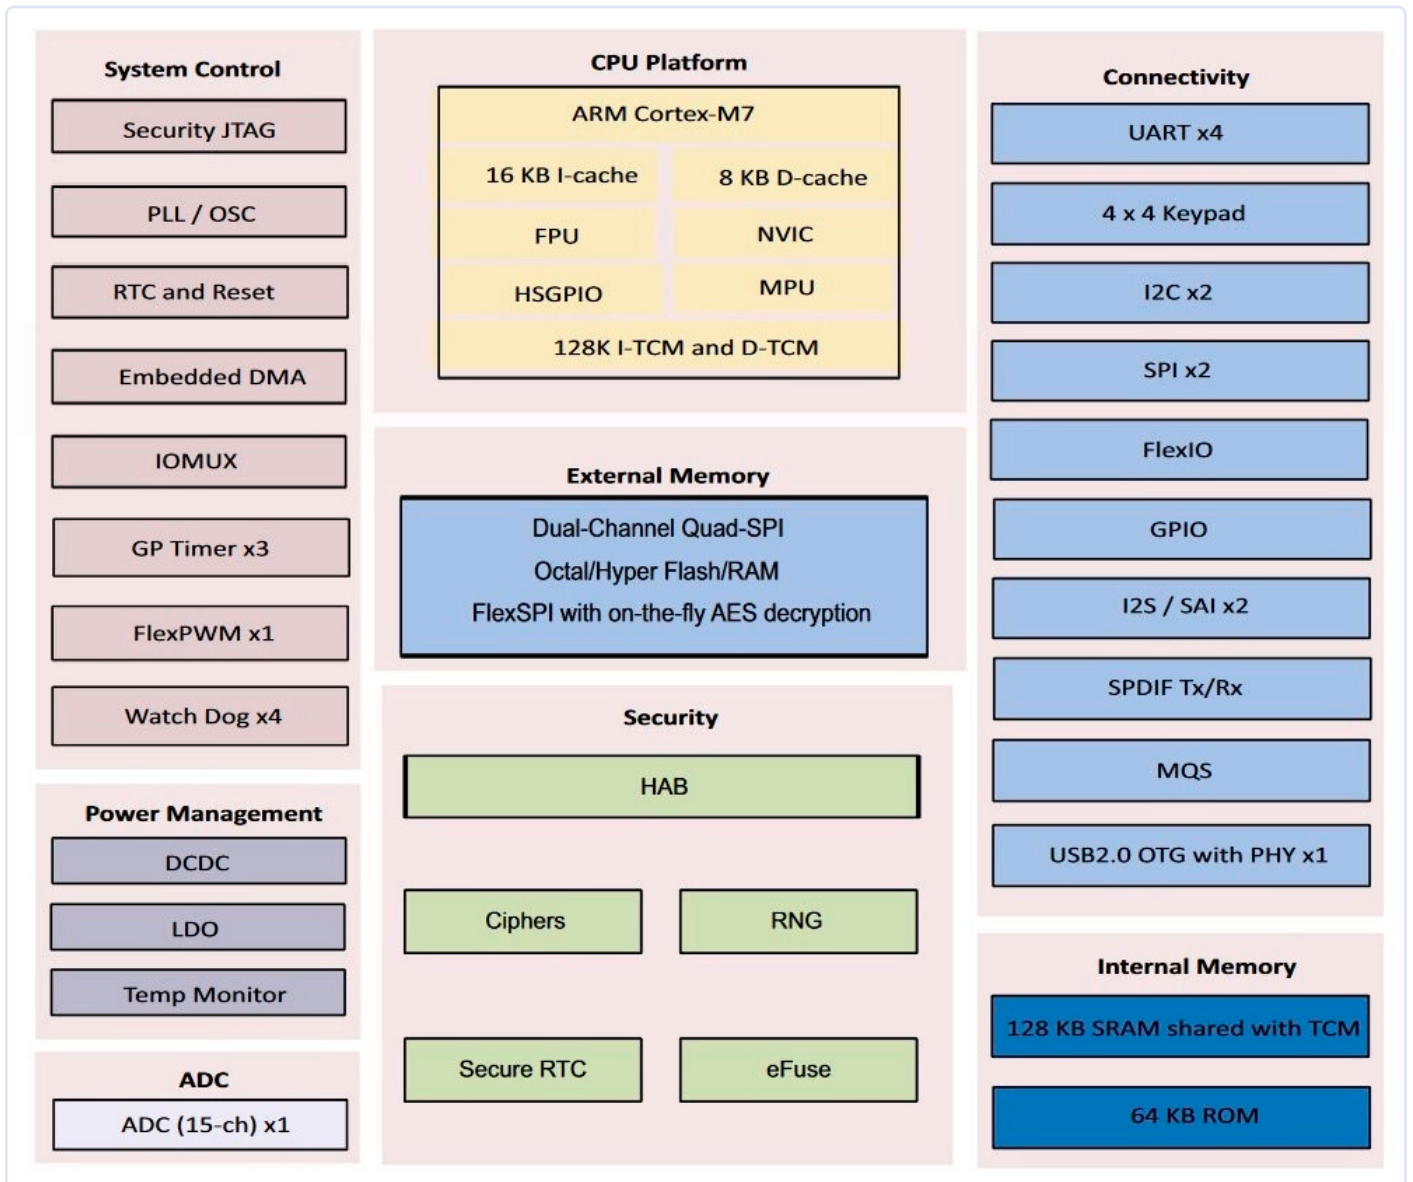 System Control
Security JTAG
PLL / OSC
RTC and Reset
Embedded DMA
IOMUX
GP Timer x3
FlexPWM x1
Watch Dog x4
Power Management
DCDC
LDO
Temp Monitor
ADC
ADC (15-ch) x1
CPU Platform
ARM Cortex-M7
16 KB I-cache
8 KB D-cache
FPU
NVIC
HSGPIO
MPU
128K I-TCM and D-TCM
External Memory
Dual-Channel Quad-SPI
Octal/Hyper Flash/RAM
FlexSPI with on-the-fly AES decryption
Security
HAB
Ciphers
RNG
Secure RTC
eFuse
Connectivity
UART x4
4 x 4 Keypad
I2C x2
SPI x2
FlexIO
GPIO
I2S / SAI x2
SPDIF Tx/Rx
MQS
USB2.0 OTG with PHY x1
Internal Memory
128 KB SRAM shared with TCM
64 KB ROM